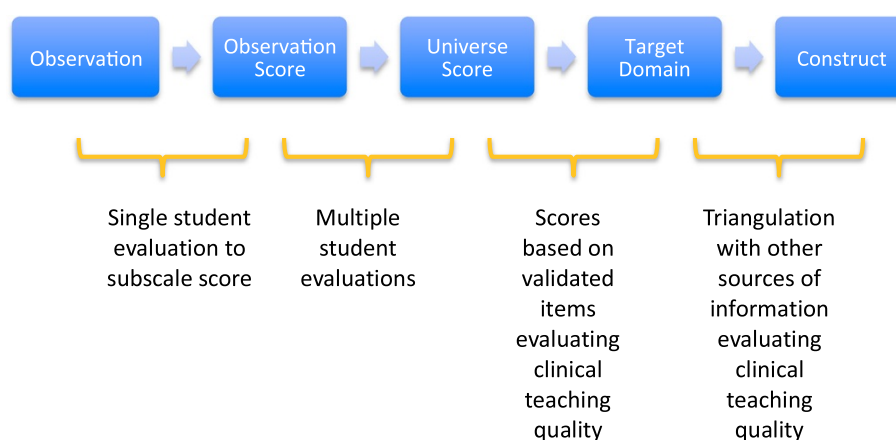 Observation
Observation
Score
Universe
Score
Target
Domain
Construct
Single student
evaluation to
subscale score
Multiple
student
evaluations
Scores
based on
validated
items
evaluating
clinical
teaching
quality
Triangulation
with other
sources of
information
evaluating
clinical
teaching
quality